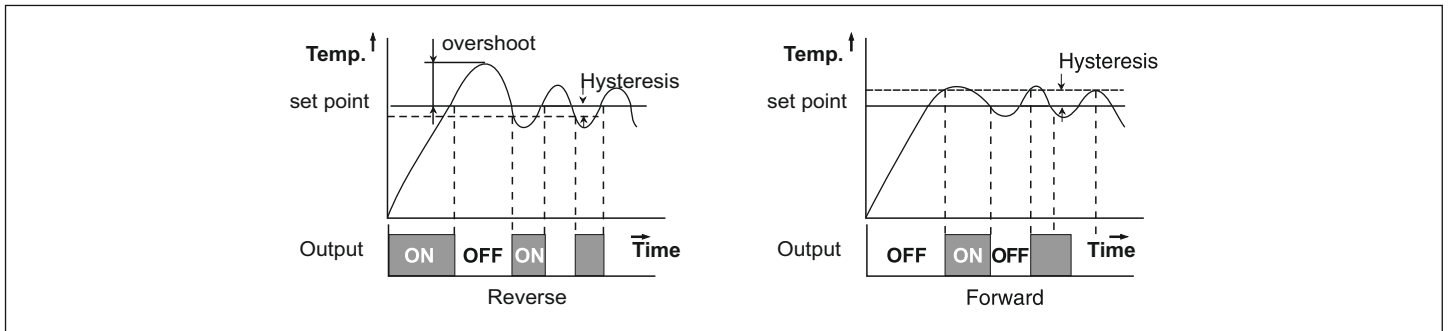 Temp.
overshoot
Hysteresis
set point
Output
ON OFF ON
Time
Reverse
Temp.
Hysteresis
set point
Output
OFF ON OFF
Time
Forward